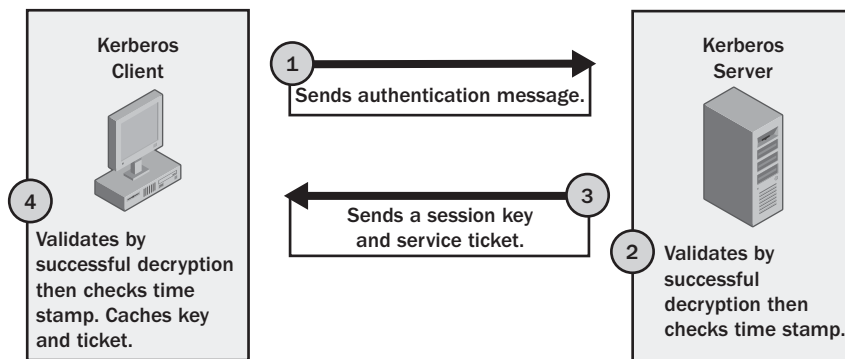 Kerberos
Client
1
Sends authentication message.
Kerberos
Server
4
Validates by
successful decryption
then checks time
stamp. Caches key
and ticket.
3
Sends a session key
and service ticket.
2
Validates by
successful
decryption then
checks time stamp.